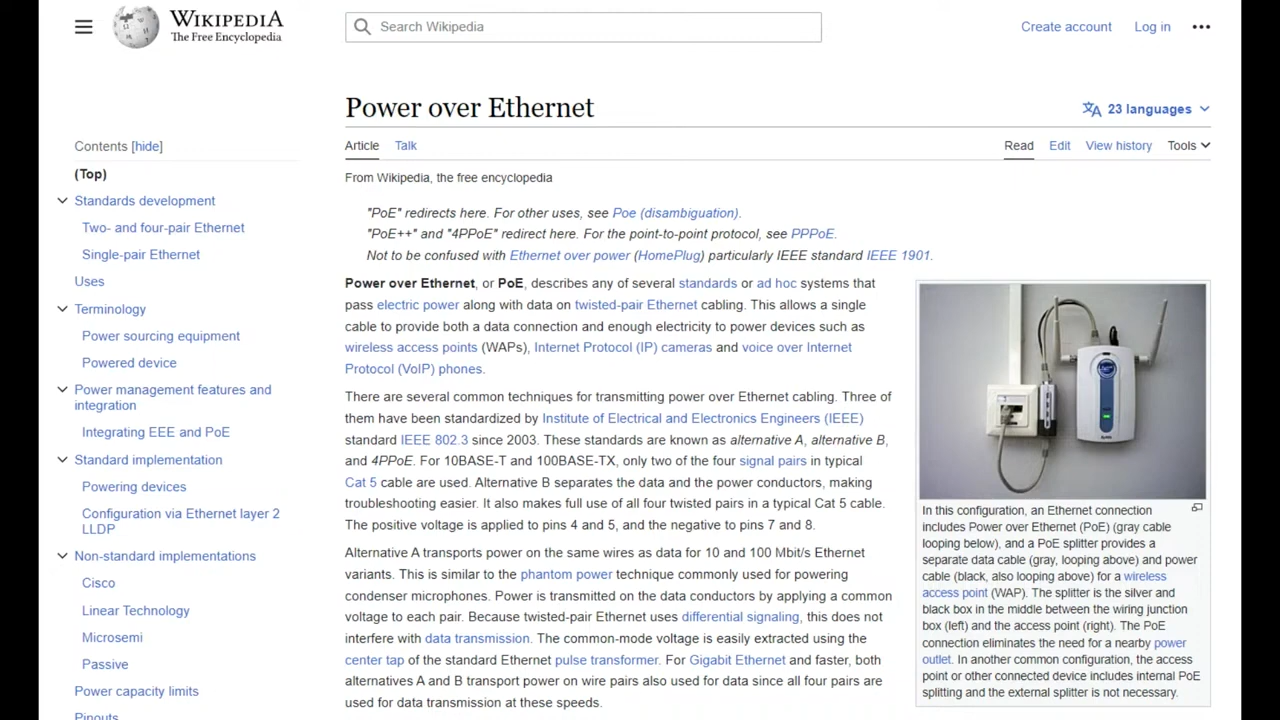 WIKIPEDIA
The Free Encyclopedia
Search Wikipedia
Create account
Log in
Power over Ethernet
23 languages
Contents [hide]
(Top)
Standards development
Two- and four-pair Ethernet
Single-pair Ethernet
Uses
Terminology
Power sourcing equipment
Powered device
Power management features and
integration
Integrating EEE and PoE
Standard implementation
Powering devices
Configuration via Ethernet layer 2
LLDP
Non-standard implementations
Cisco
Linear Technology
Microsemi
Passive
Power capacity limits
Pinouts
Article
Talk
Read
Edit
View history
Tools
From Wikipedia, the free encyclopedia
"PoE" redirects here. For other uses, see Poe (disambiguation).
"PoE++" and "4PPoE" redirect here. For the point-to-point protocol, see PPPoE.
Not to be confused with Ethernet over power (HomePlug) particularly IEEE standard IEEE 1901.
Power over Ethernet, or PoE, describes any of several standards or ad hoc systems that
pass electric power along with data on twisted-pair Ethernet cabling. This allows a single
cable to provide both a data connection and enough electricity to power devices such as
wireless access points (WAPs), Internet Protocol (IP) cameras and voice over Internet
Protocol (VoIP) phones.
There are several common techniques for transmitting power over Ethernet cabling. Three of
them have been standardized by Institute of Electrical and Electronics Engineers (IEEE)
standard IEEE 802.3 since 2003. These standards are known as alternative A, alternative B,
and 4PPoE. For 10BASE-T and 100BASE-TX, only two of the four signal pairs in typical
Cat 5 cable are used. Alternative B separates the data and the power conductors, making
troubleshooting easier. It also makes full use of all four twisted pairs in a typical Cat 5 cable.
The positive voltage is applied to pins 4 and 5, and the negative to pins 7 and 8.
Alternative A transports power on the same wires as data for 10 and 100 Mbit/s Ethernet
variants. This is similar to the phantom power technique commonly used for powering
condenser microphones. Power is transmitted on the data conductors by applying a common
voltage to each pair. Because twisted-pair Ethernet uses differential signaling, this does not
interfere with data transmission. The common-mode voltage is easily extracted using the
center tap of the standard Ethernet pulse transformer. For Gigabit Ethernet and faster, both
alternatives A and B transport power on wire pairs also used for data since all four pairs are
used for data transmission at these speeds.
In this configuration, an Ethernet connection
includes Power over Ethernet (PoE) (gray cable
looping below), and a PoE splitter provides a
separate data cable (gray, looping above) and power
cable (black, also looping above) for a wireless
access point (WAP). The splitter is the silver and
black box in the middle between the wiring junction
box (left) and the access point (right). The PoE
connection eliminates the need for a nearby power
outlet. In another common configuration, the access
point or other connected device includes internal PoE
splitting and the external splitter is not necessary.